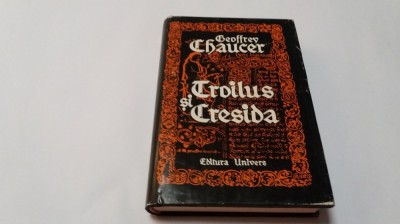 Geoffrey
Chaucer
Troilus
și
Cresida
Editura Univers